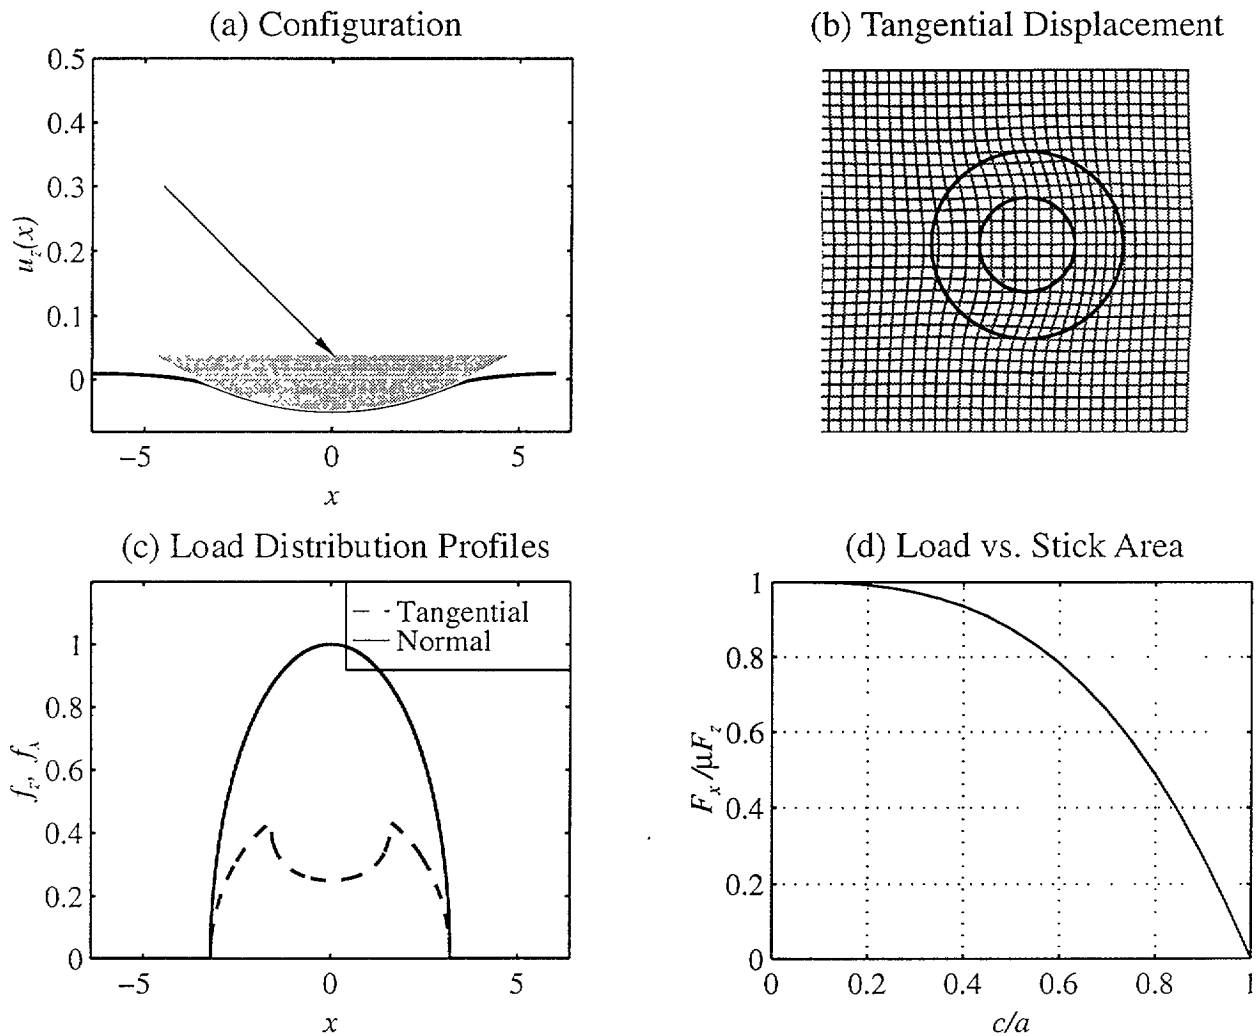 (a) Configuration
(b) Tangential Displacement
0.5
0.4
0.3
0.2
0.1
0
u_z(x)
−5
0
5
x
(c) Load Distribution Profiles
(d) Load vs. Stick Area
Tangential
Normal
1
0.8
0.6
0.4
0.2
0
f_z, f_x
−5
0
5
x
1
0.8
0.6
0.4
0.2
0
F_x/μF_z
0
0.2
0.4
0.6
0.8
1
c/a